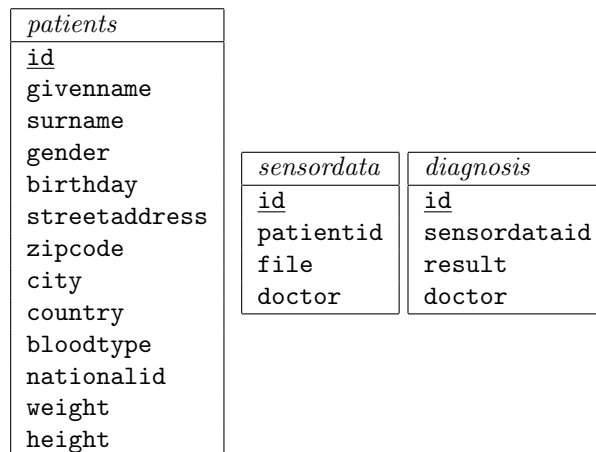 patients
id
givenname
surname
gender
birthday
streetaddress
zipcode
city
country
bloodtype
nationalid
weight
height
sensordata
id
patientid
file
doctor
diagnosis
id
sensordataid
result
doctor